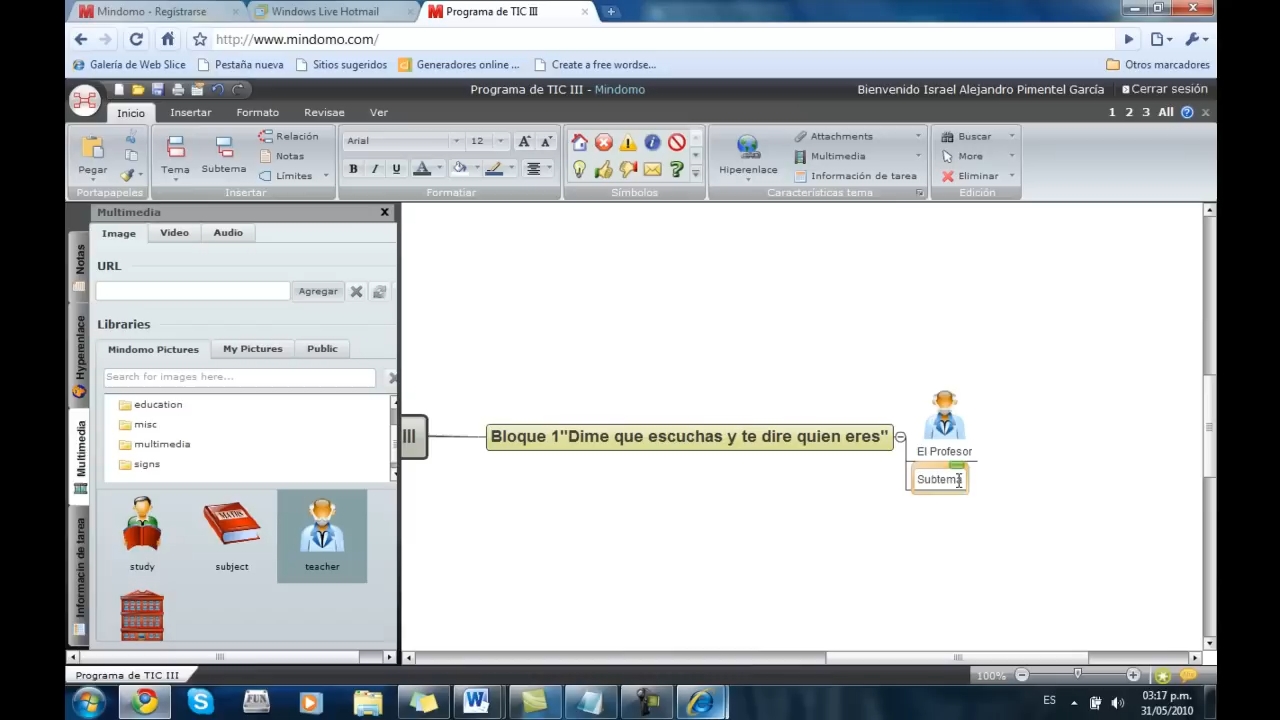 Mindomo - Registrarse
Windows Live Hotmail
Programa de TIC III
http://www.mindomo.com/
Galería de Web Slice
Pestaña nueva
Sitios sugeridos
Generadores online ...
Create a free wordse...
Otros marcadores
Programa de TIC III - Mindomo
Bienvenido Israel Alejandro Pimentel García
Cerrar sesión
Inicio
Insertar
Formato
Revisae
Ver
1 2 3 All
Pegar
Portapapeles
Tema
Subtema
Relación
Notas
Límites
Insertar
Arial
12
B I U
Formatiar
Símbolos
Hiperenlace
Attachments
Multimedia
Información de tarea
Características tema
Buscar
More
Eliminar
Edición
Multimedia
Image
Video
Audio
URL
Agregar
Libraries
Mindomo Pictures
My Pictures
Public
Search for images here...
education
misc
multimedia
signs
study
subject
teacher
Notas
Hyperenlace
Multimedia
Informacin de tarea
III
Bloque 1"Dime que escuchas y te dire quien eres"
El Profesor
Subtema
Programa de TIC III
100%
FUN
ES
03:17 p.m.
31/05/2010